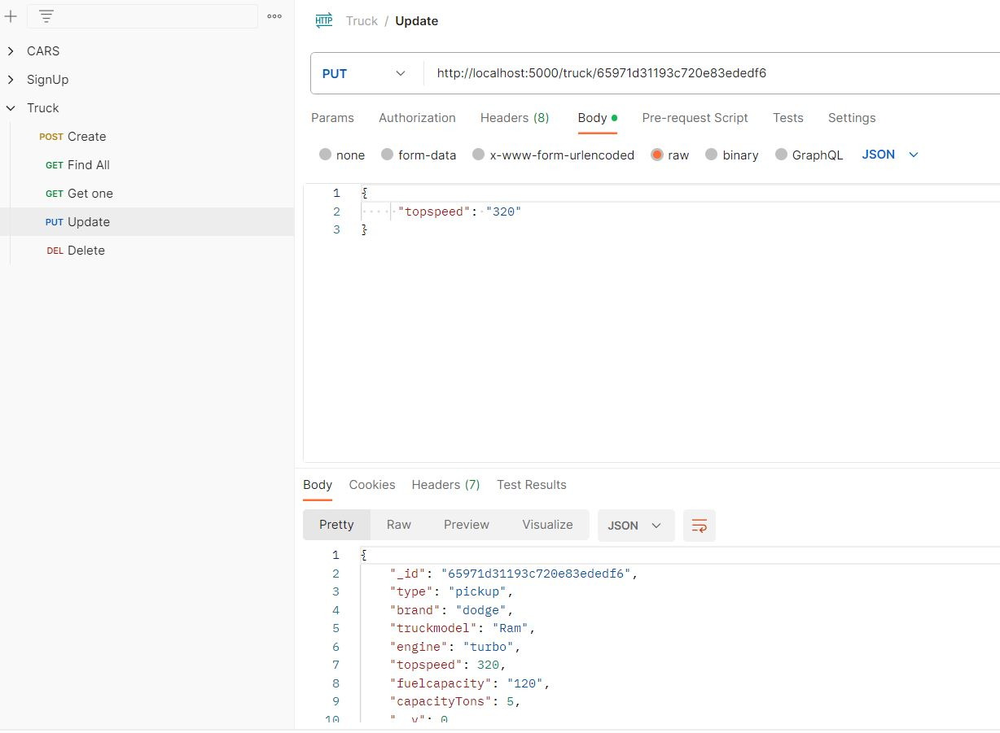 CARS
SignUp
Truck
POST Create
GET Find All
GET Get one
PUT Update
DEL Delete
HTTP Truck / Update
PUT http://localhost:5000/truck/65971d31193c720e83ededf6
Params Authorization Headers (8) Body Pre-request Script Tests Settings
none form-data x-www-form-urlencoded raw binary GraphQL JSON
1 {
2 "topspeed": "320"
3 }
Body Cookies Headers (7) Test Results
Pretty Raw Preview Visualize JSON
1 {
2 "_id": "65971d31193c720e83ededf6",
3 "type": "pickup",
4 "brand": "dodge",
5 "truckmodel": "Ram",
6 "engine": "turbo",
7 "topspeed": 320,
8 "fuelcapacity": "120",
9 "capacityTons": 5,
10 "__v": 0